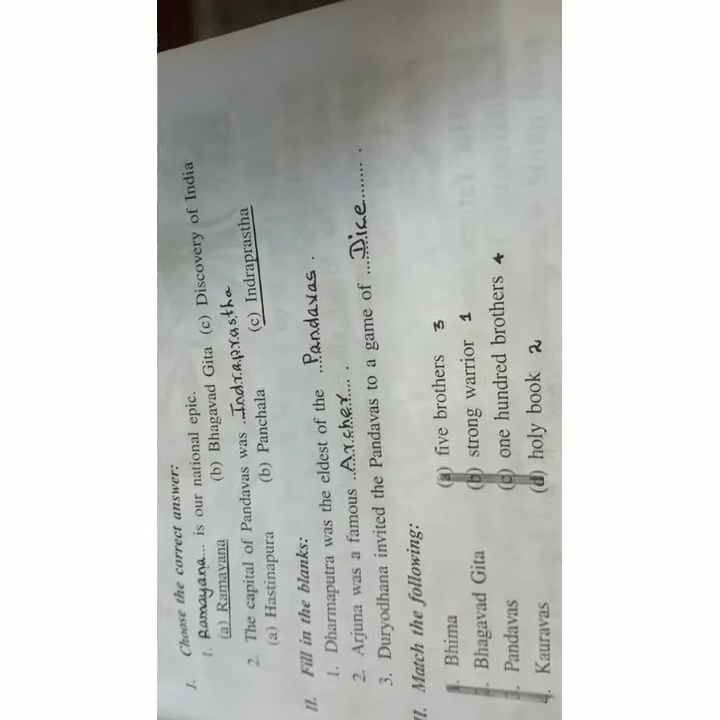 I. Choose the correct answer:
1. Ramayana... is our national epic.
(a) Ramayana (b) Bhagavad Gita (c) Discovery of India
2. The capital of Pandavas was ..Indraprastha
(a) Hastinapura (b) Panchala (c) Indraprastha
II. Fill in the blanks:
1. Dharmaputra was the eldest of the ....Pandavas.
2. Arjuna was a famous ..Archer.... .
3. Duryodhana invited the Pandavas to a game of ....Dice........ .
II. Match the following:
1. Bhima (a) five brothers 3
2. Bhagavad Gita (b) strong warrior 1
3. Pandavas (c) one hundred brothers 4
4. Kauravas (d) holy book 2